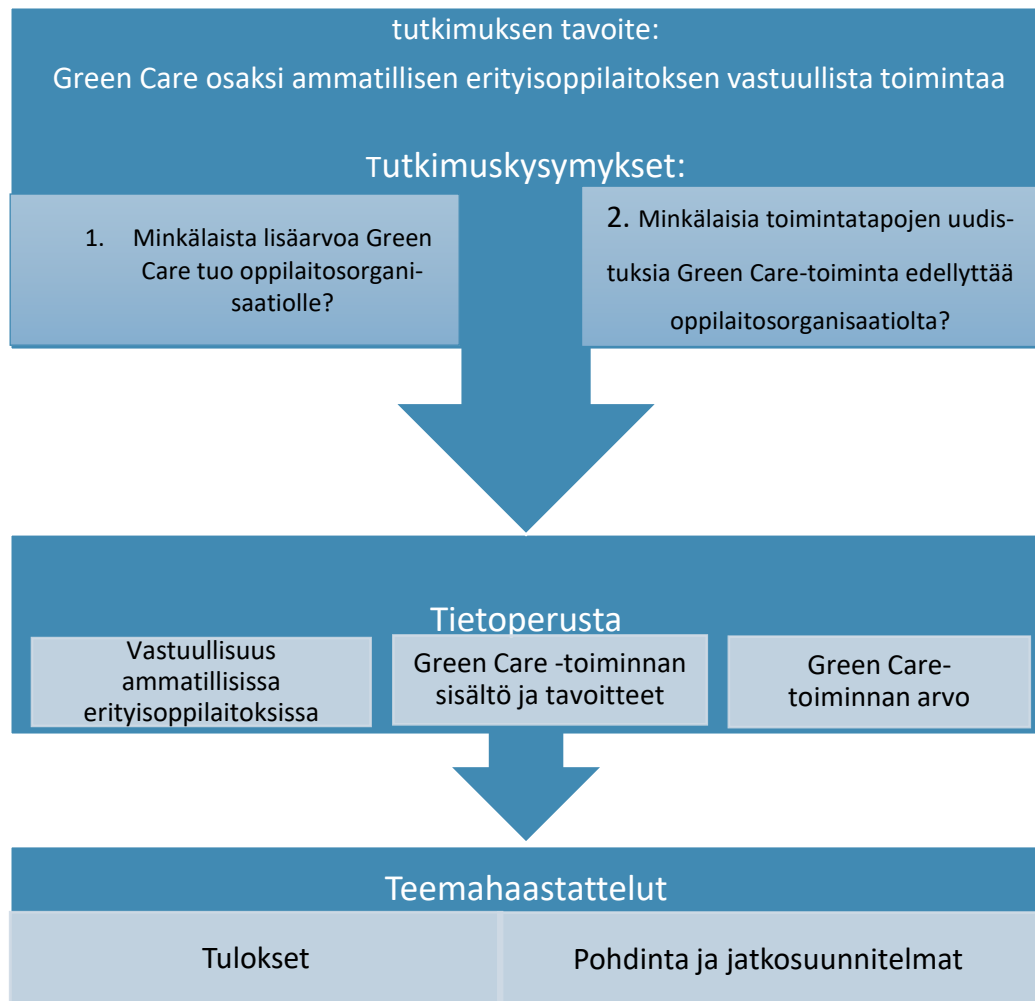 tutkimuksen tavoite:
Green Care osaksi ammatillisen erityisoppilaitoksen vastuullista toimintaa
Tutkimuskysymykset:
1. Minkälaista lisäarvoa Green
Care tuo oppilaitosorgani-
saatiolle?
2. Minkälaisia toimintatapojen uudis-
tuksia Green Care-toiminta edellyttää
oppilaitosorganisaatiolta?
Tietoperusta
Vastuullisuus
ammatillisissa
erityisoppilaitoksissa
Green Care -toiminnan
sisältö ja tavoitteet
Green Care-
toiminnan arvo
Teemahaastattelut
Tulokset
Pohdinta ja jatkosuunnitelmat